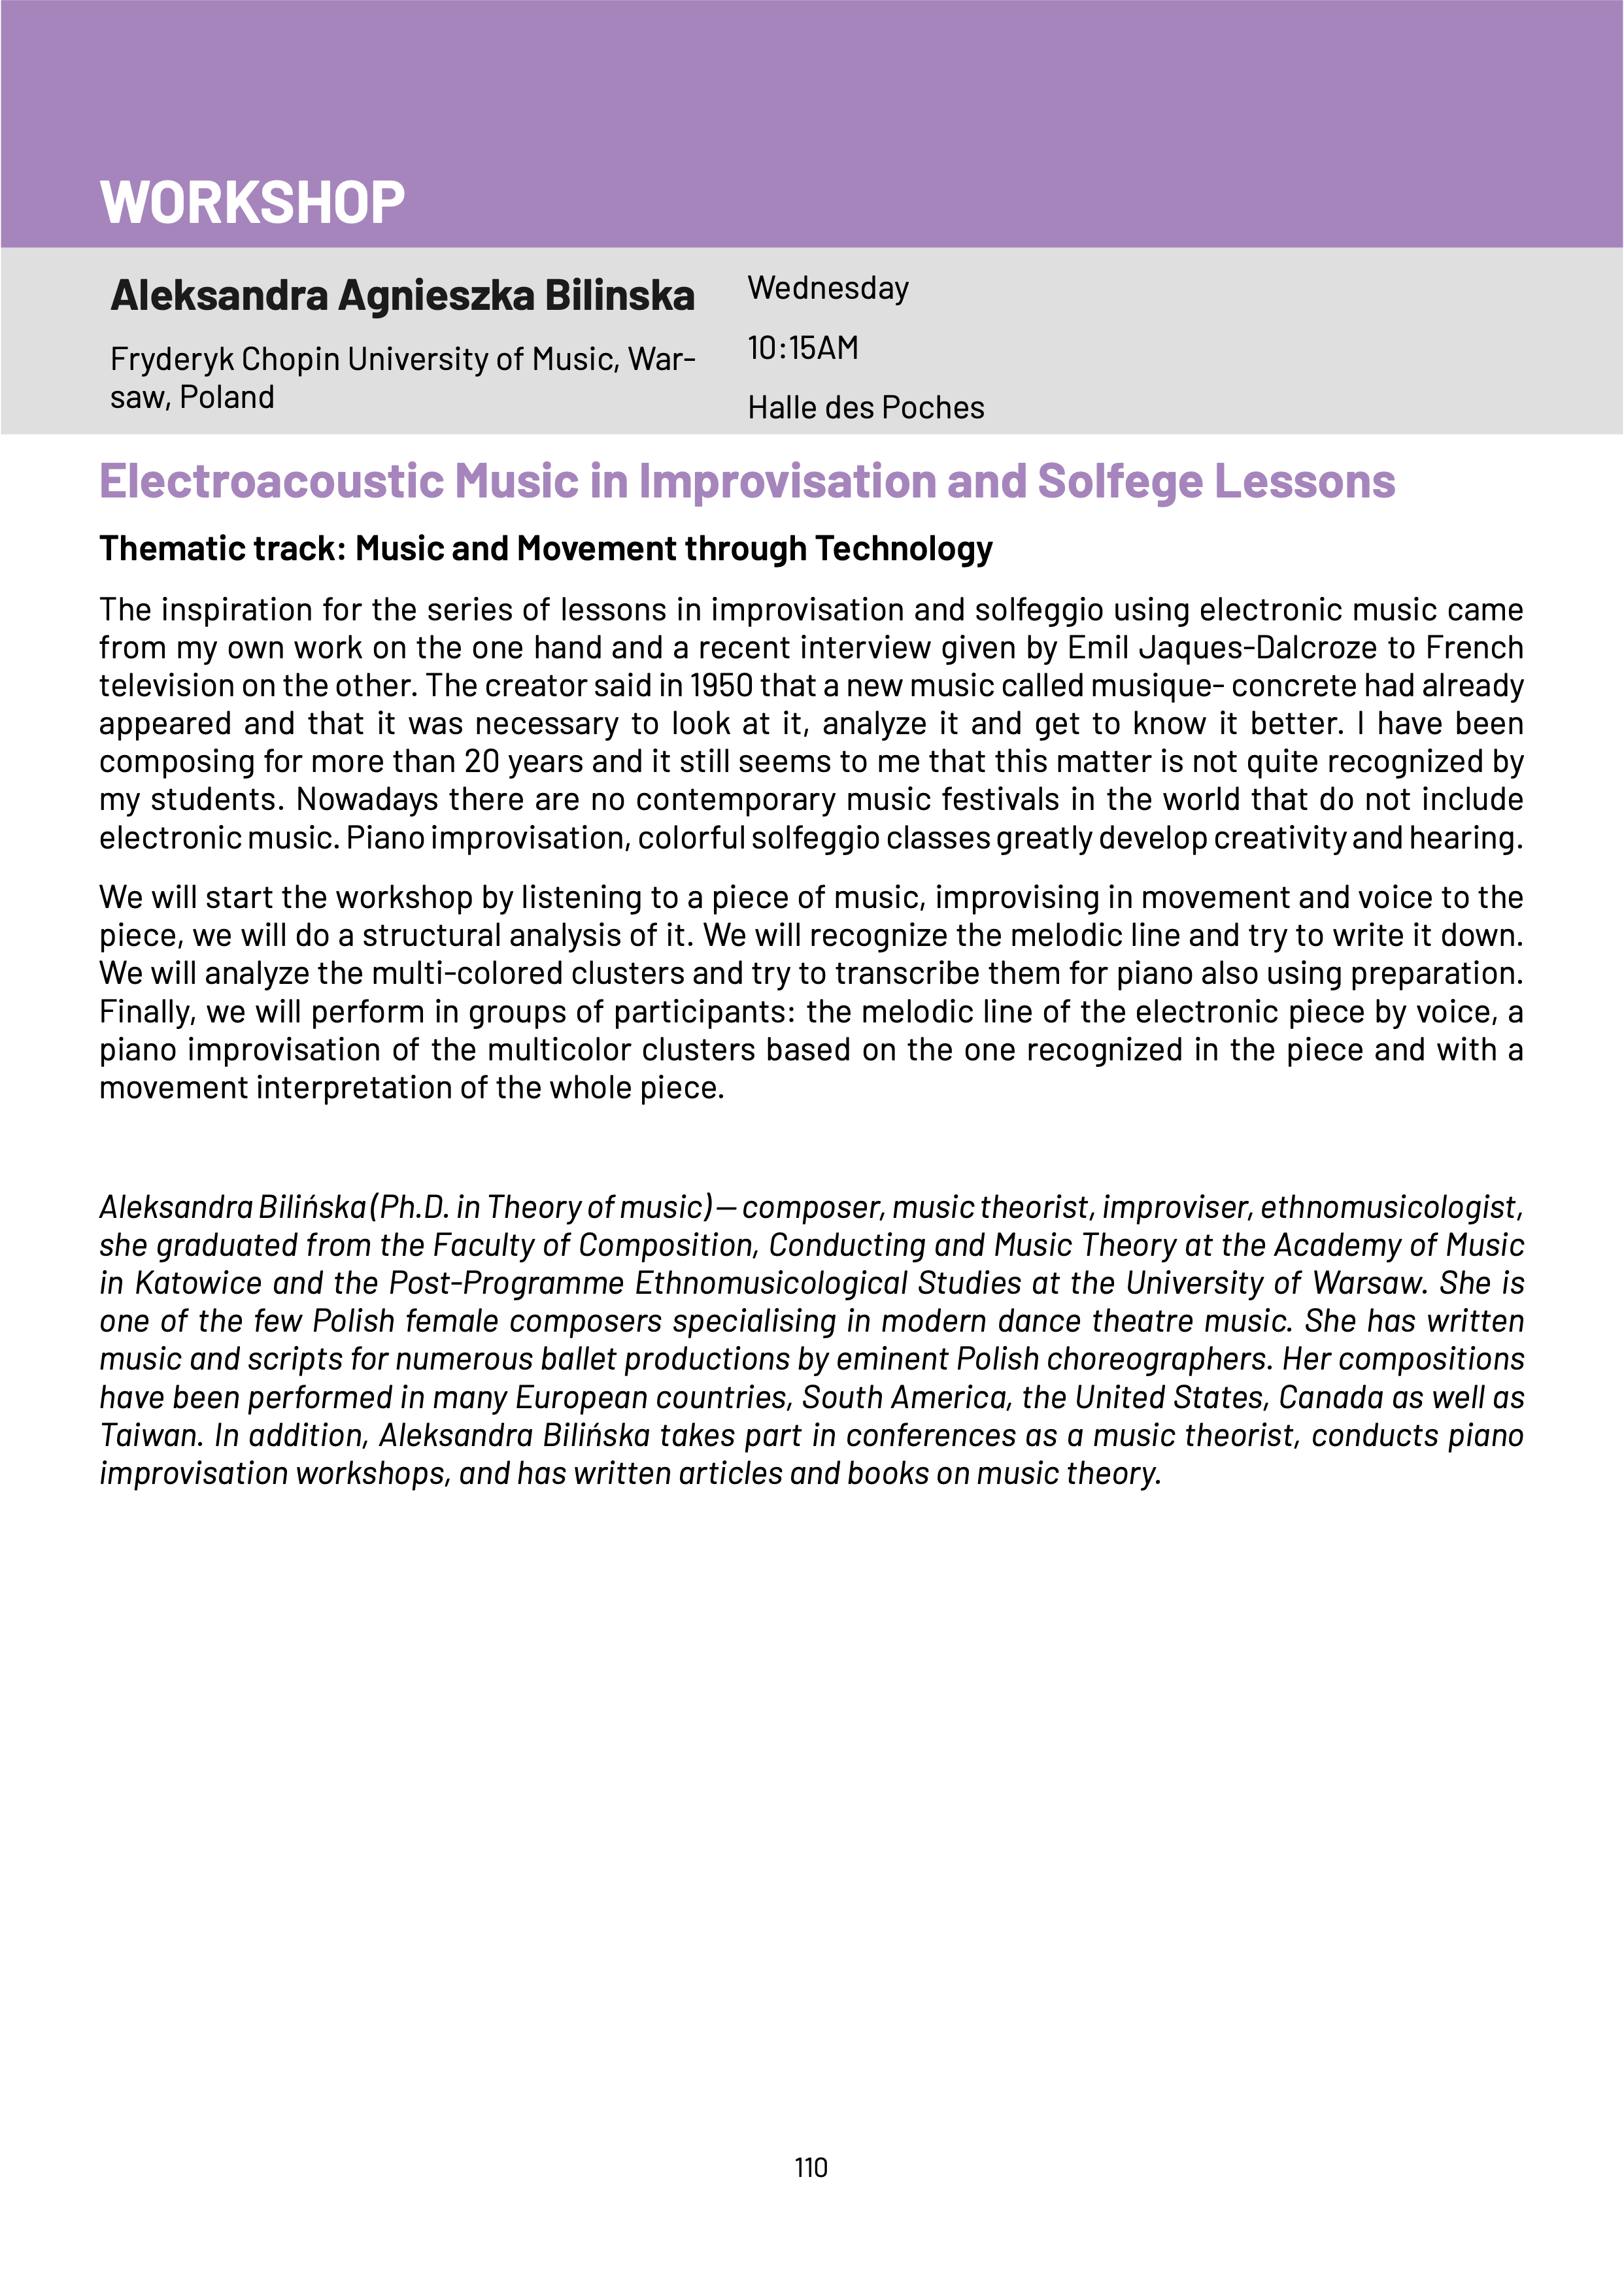 WORKSHOP
Aleksandra Agnieszka Bilinska
Fryderyk Chopin University of Music, War-
saw, Poland
Wednesday
10:15AM
Halle des Poches
Electroacoustic Music in Improvisation and Solfege Lessons
Thematic track: Music and Movement through Technology
The inspiration for the series of lessons in improvisation and solfeggio using electronic music came
from my own work on the one hand and a recent interview given by Emil Jaques-Dalcroze to French
television on the other. The creator said in 1950 that a new music called musique- concrete had already
appeared and that it was necessary to look at it, analyze it and get to know it better. I have been
composing for more than 20 years and it still seems to me that this matter is not quite recognized by
my students. Nowadays there are no contemporary music festivals in the world that do not include
electronic music. Piano improvisation, colorful solfeggio classes greatly develop creativity and hearing.
We will start the workshop by listening to a piece of music, improvising in movement and voice to the
piece, we will do a structural analysis of it. We will recognize the melodic line and try to write it down.
We will analyze the multi-colored clusters and try to transcribe them for piano also using preparation.
Finally, we will perform in groups of participants: the melodic line of the electronic piece by voice, a
piano improvisation of the multicolor clusters based on the one recognized in the piece and with a
movement interpretation of the whole piece.
Aleksandra Bilińska (Ph.D. in Theory of music) — composer, music theorist, improviser, ethnomusicologist,
she graduated from the Faculty of Composition, Conducting and Music Theory at the Academy of Music
in Katowice and the Post-Programme Ethnomusicological Studies at the University of Warsaw. She is
one of the few Polish female composers specialising in modern dance theatre music. She has written
music and scripts for numerous ballet productions by eminent Polish choreographers. Her compositions
have been performed in many European countries, South America, the United States, Canada as well as
Taiwan. In addition, Aleksandra Bilińska takes part in conferences as a music theorist, conducts piano
improvisation workshops, and has written articles and books on music theory.
110